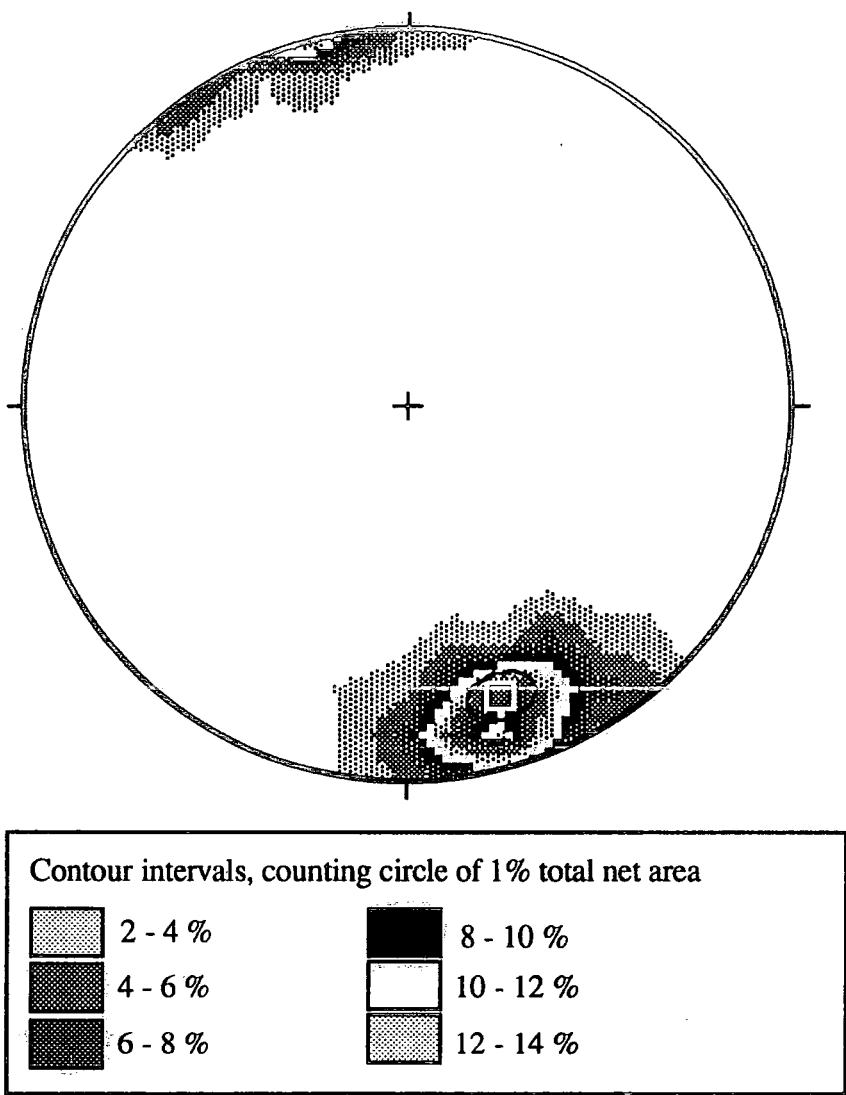 Contour intervals, counting circle of 1% total net area
2 - 4 %
8 - 10 %
4 - 6 %
10 - 12 %
6 - 8 %
12 - 14 %